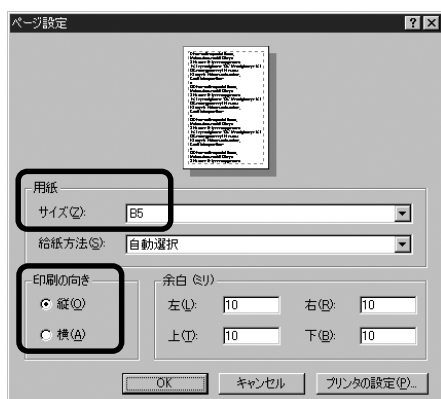 ページ設定
用紙
サイズ(Z): B5
給紙方法(S): 自動選択
印刷の向き
縦(O)
横(A)
余白 (ミリ)
左(L): 10 右(R): 10
上(T): 10 下(B): 10
OK キャンセル プリンタの設定(P)...